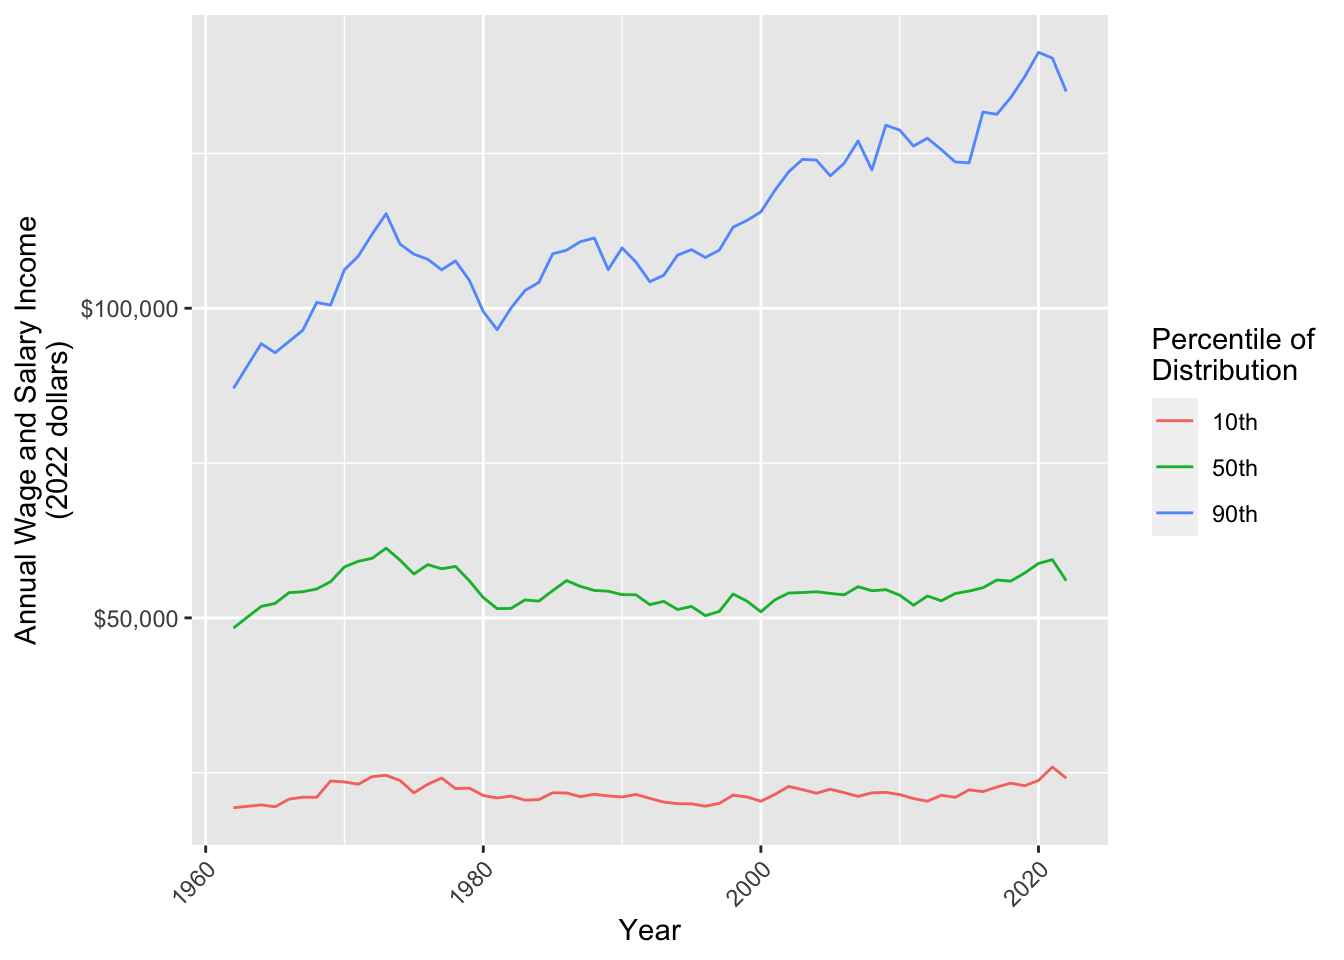 Annual Wage and Salary Income
(2022 dollars)
$100,000
$50,000
1960
1980
2000
2020
Year
Percentile of
Distribution
10th
50th
90th